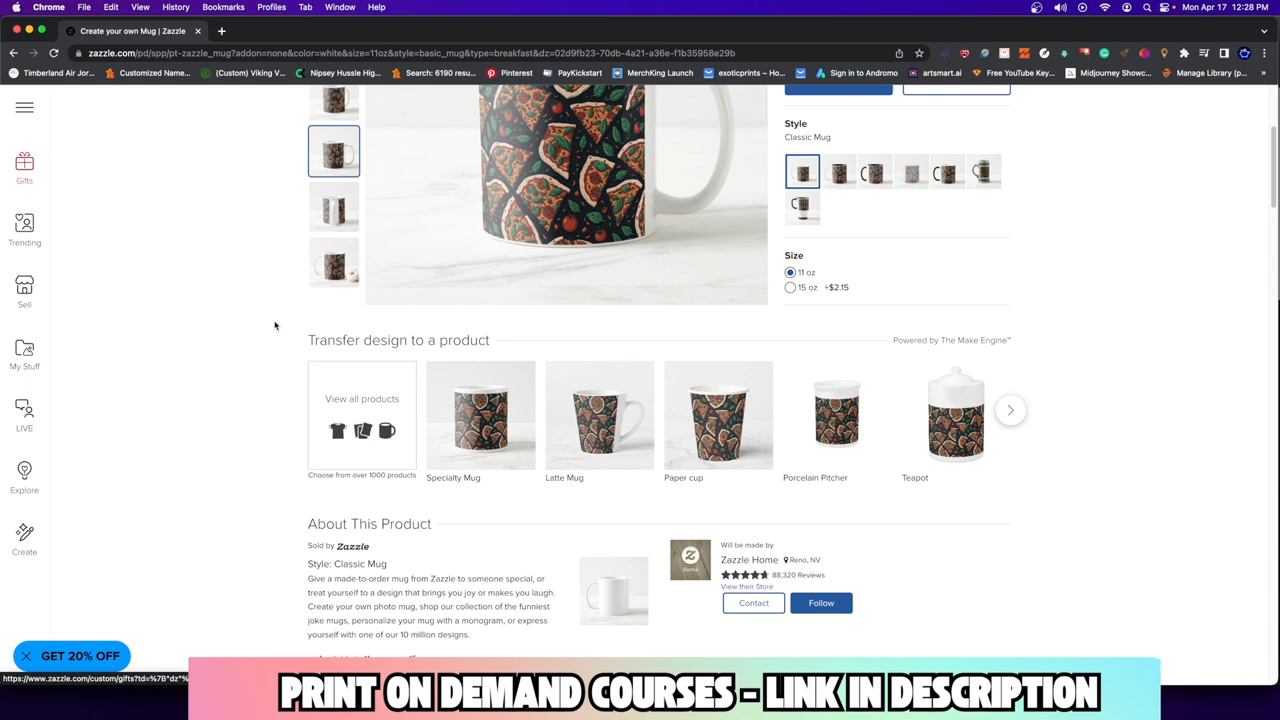 Chrome File Edit View History Bookmarks Profiles Tab Window Help Mon Apr 17 12:28 PM
Create your own Mug | Zazzle
zazzle.com/pd/spp/pt-zazzle_mug?addon=none&color=white&size=11oz&style=basic_mug&type=breakfast&dz=02d9fb23-70db-4a21-a36e-f1b35958e29b
Timberland Air Jor... Customized Name... (Custom) Viking V... Nipsey Hussle Hig... Search: 6190 resu... Pinterest PayKickstart MerchKing Launch exoticprints – Ho... Sign in to Andromo artsmart.ai Free YouTube Key... Midjourney Showc... Manage Library (p... »
Gifts
Trending
Sell
My Stuff
LIVE
Explore
Create
Style
Classic Mug
Size
11 oz
15 oz +$2.15
Transfer design to a product
Powered by The Make Engine™
View all products
Choose from over 1000 products
Specialty Mug
Latte Mug
Paper cup
Porcelain Pitcher
Teapot
About This Product
Sold by Zazzle
Style: Classic Mug
Give a made-to-order mug from Zazzle to someone special, or
treat yourself to a design that brings you joy or makes you laugh.
Create your own photo mug, shop our collection of the funniest
joke mugs, personalize your mug with a monogram, or express
yourself with one of our 10 million designs.
Will be made by
Z
Home
Zazzle Home Reno, NV
88,320 Reviews
View their Store
Contact
Follow
GET 20% OFF
https://www.zazzle.com/custom/gifts?td=%7B"dz"%
PRINT ON DEMAND COURSES - LINK IN DESCRIPTION